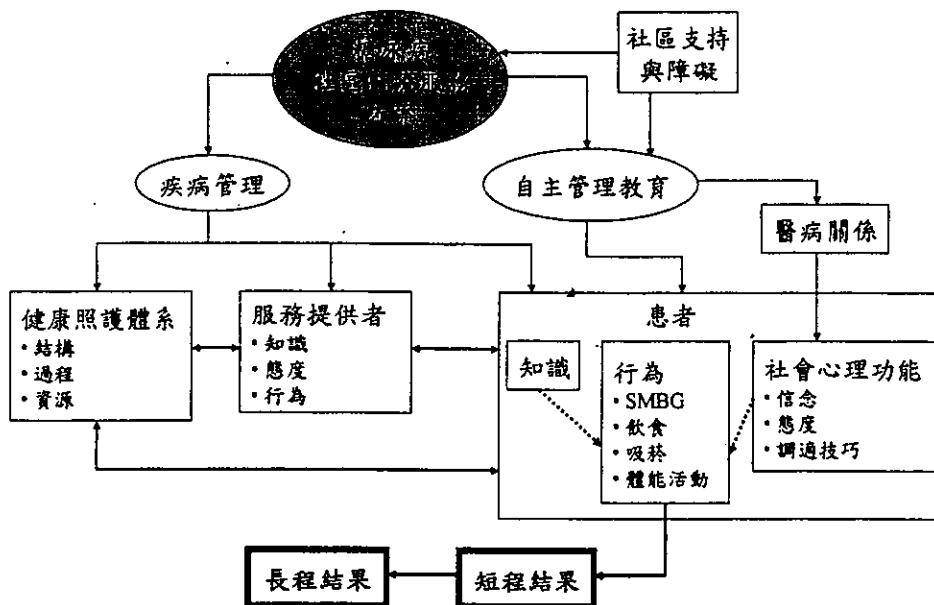 社區支持
與障礙
疾病管理
自主管理教育
醫病關係
健康照護體系
• 結構
• 過程
• 資源
服務提供者
• 知識
• 態度
• 行為
患者
知識
行為
• SMBG
• 飲食
• 吸菸
• 體能活動
社會心理功能
• 信念
• 態度
• 調適技巧
長程結果
短程結果